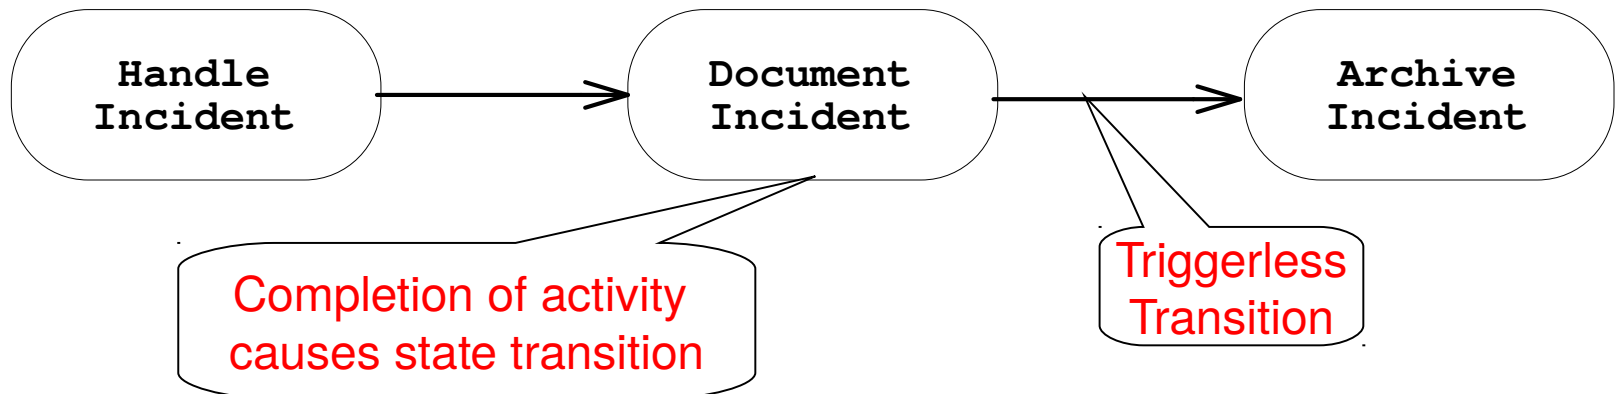 Handle
Incident
Document
Incident
Archive
Incident
Completion of activity
causes state transition
Triggerless
Transition